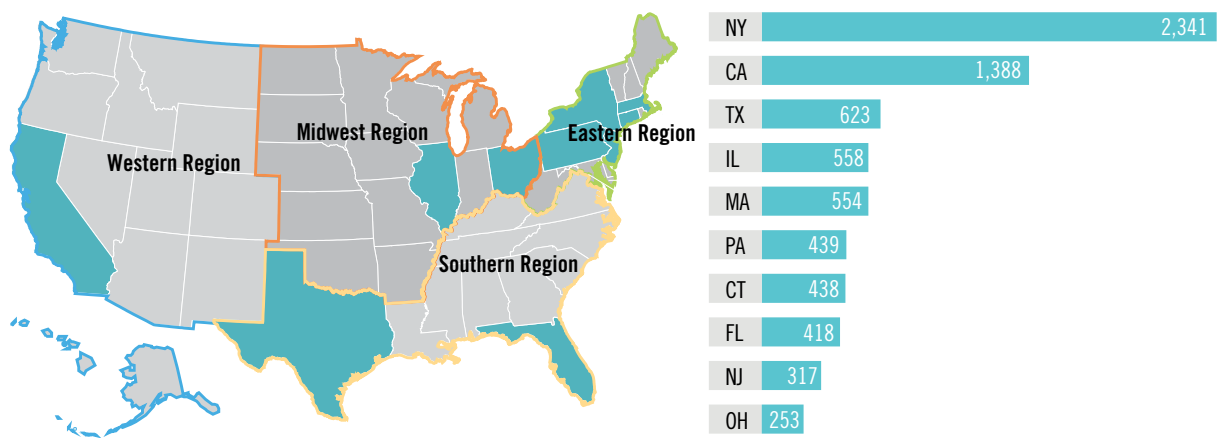 Western Region
Midwest Region
Eastern Region
Southern Region
NY 2,341
CA 1,388
TX 623
IL 558
MA 554
PA 439
CT 438
FL 418
NJ 317
OH 253